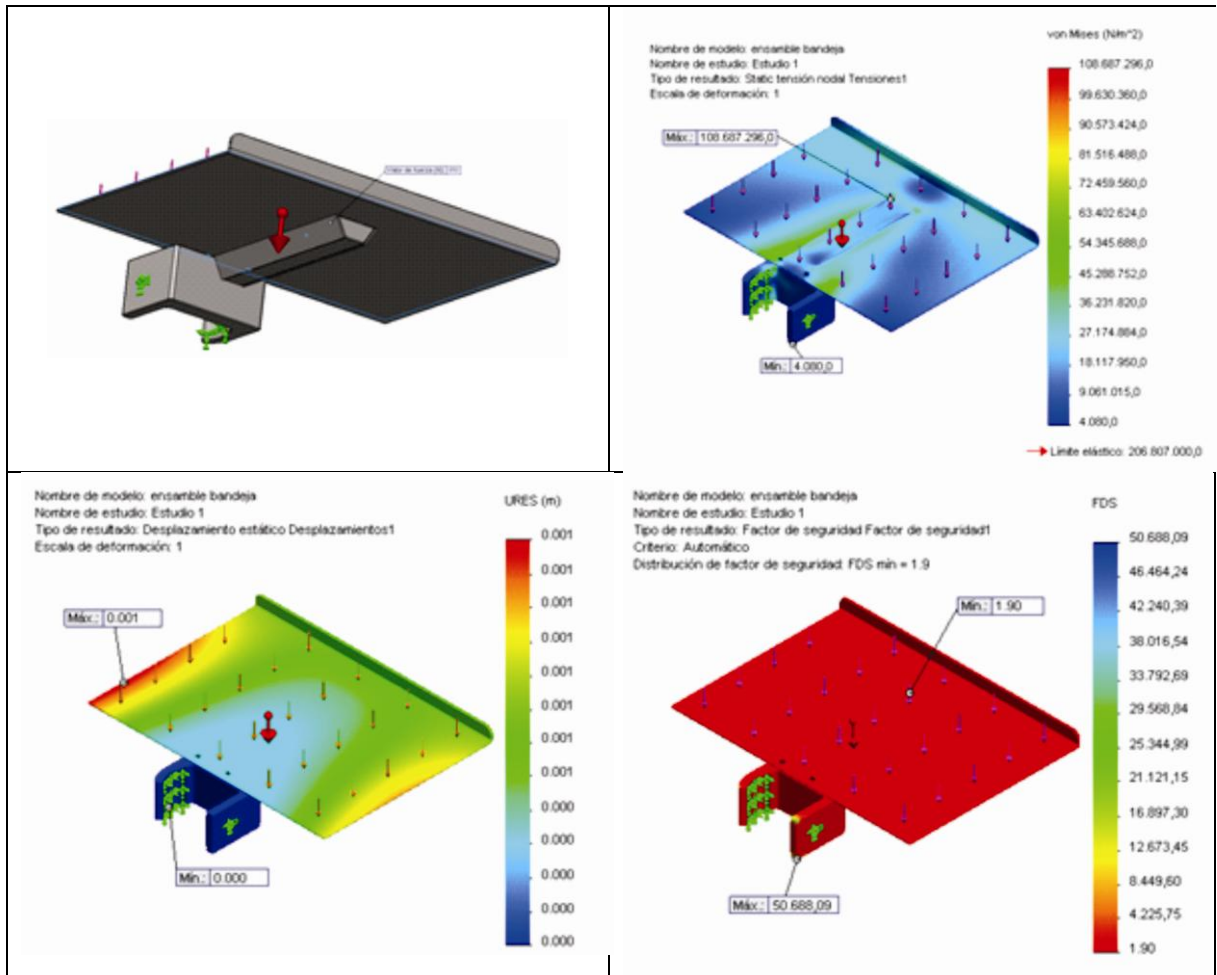 Nombre de modelo: ensamble bandeja
Nombre de estudio: Estudio 1
Tipo de resultado: Static tensión nodal Tensiones1
Escala de deformación: 1
von Mises (N/m^2)
108.687.296,0
99.630.360,0
90.573.424,0
81.516.488,0
72.459.560,0
63.402.624,0
54.345.688,0
45.288.752,0
36.231.820,0
27.174.884,0
18.117.950,0
9.061.015,0
4.080,0
Límite elástico: 206.807.000,0
Máx.: 108.687.296,0
Mín.: 4.080,0
Nombre de modelo: ensamble bandeja
Nombre de estudio: Estudio 1
Tipo de resultado: Desplazamiento estático Desplazamientos1
Escala de deformación: 1
URES (m)
0.001
0.001
0.001
0.001
0.001
0.001
0.001
0.001
0.000
0.000
0.000
0.000
0.000
Máx.: 0.001
Mín.: 0.000
Nombre de modelo: ensamble bandeja
Nombre de estudio: Estudio 1
Tipo de resultado: Factor de seguridad Factor de seguridad1
Criterio: Automático
Distribución de factor de seguridad: FDS min = 1.9
FDS
50.688,09
46.464,24
42.240,39
38.016,54
33.792,69
29.568,84
25.344,99
21.121,15
16.897,30
12.673,45
8.449,60
4.225,75
1.90
Mín.: 1.90
Máx.: 50.688,09